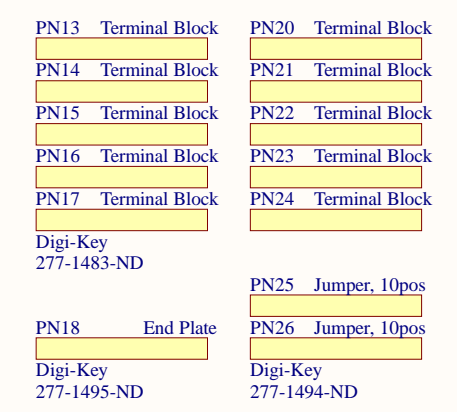 PN13 Terminal Block
PN14 Terminal Block
PN15 Terminal Block
PN16 Terminal Block
PN17 Terminal Block
Digi-Key
277-1483-ND
PN18 End Plate
Digi-Key
277-1495-ND
PN20 Terminal Block
PN21 Terminal Block
PN22 Terminal Block
PN23 Terminal Block
PN24 Terminal Block
PN25 Jumper, 10pos
PN26 Jumper, 10pos
Digi-Key
277-1494-ND